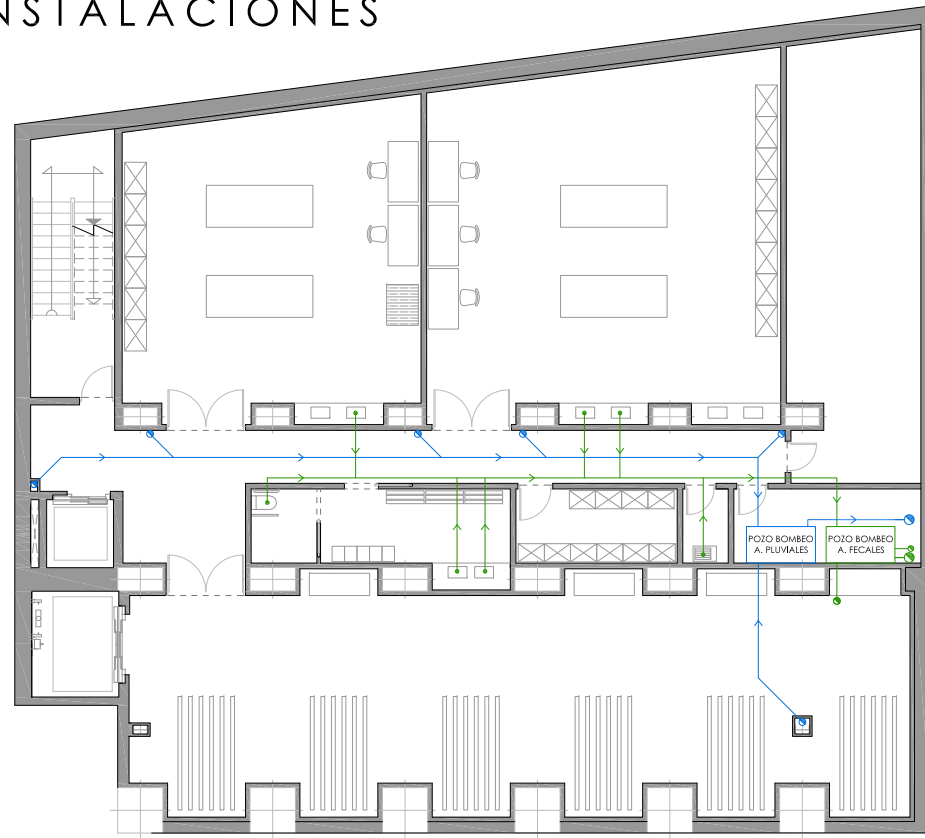 NSTALACIONES
POZO BOMBEO
A. PLUVIALES
POZO BOMBEO
A. FECALES